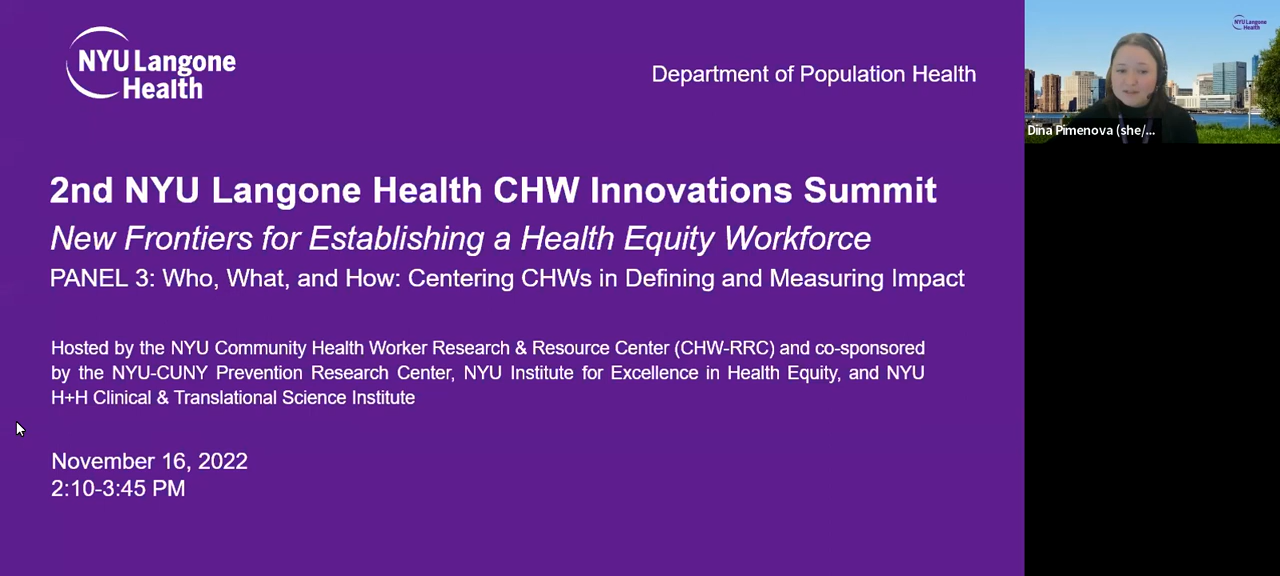 NYU Langone
Health
Department of Population Health
2nd NYU Langone Health CHW Innovations Summit
New Frontiers for Establishing a Health Equity Workforce
PANEL 3: Who, What, and How: Centering CHWs in Defining and Measuring Impact
Hosted by the NYU Community Health Worker Research & Resource Center (CHW-RRC) and co-sponsored
by the NYU-CUNY Prevention Research Center, NYU Institute for Excellence in Health Equity, and NYU
H+H Clinical & Translational Science Institute
November 16, 2022
2:10-3:45 PM
NYU Langone
Health
Dina Pimenova (she/...